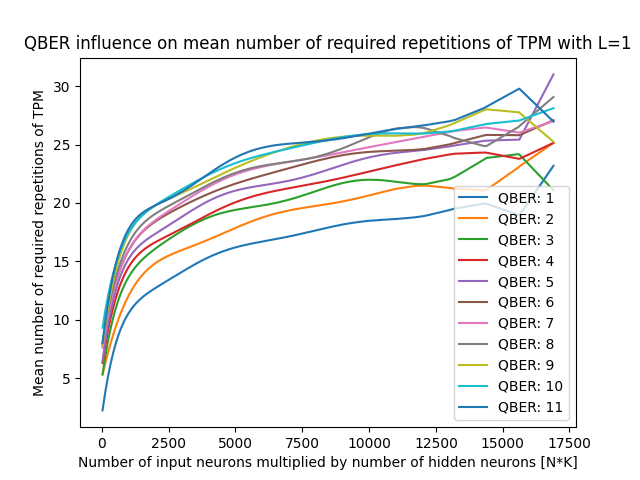 QBER influence on mean number of required repetitions of TPM with L=1
Mean number of required repetitions of TPM
30
25
20
15
10
5
0
2500
5000
7500
10000
12500
15000
17500
Number of input neurons multiplied by number of hidden neurons [N*K]
QBER: 1
QBER: 2
QBER: 3
QBER: 4
QBER: 5
QBER: 6
QBER: 7
QBER: 8
QBER: 9
QBER: 10
QBER: 11